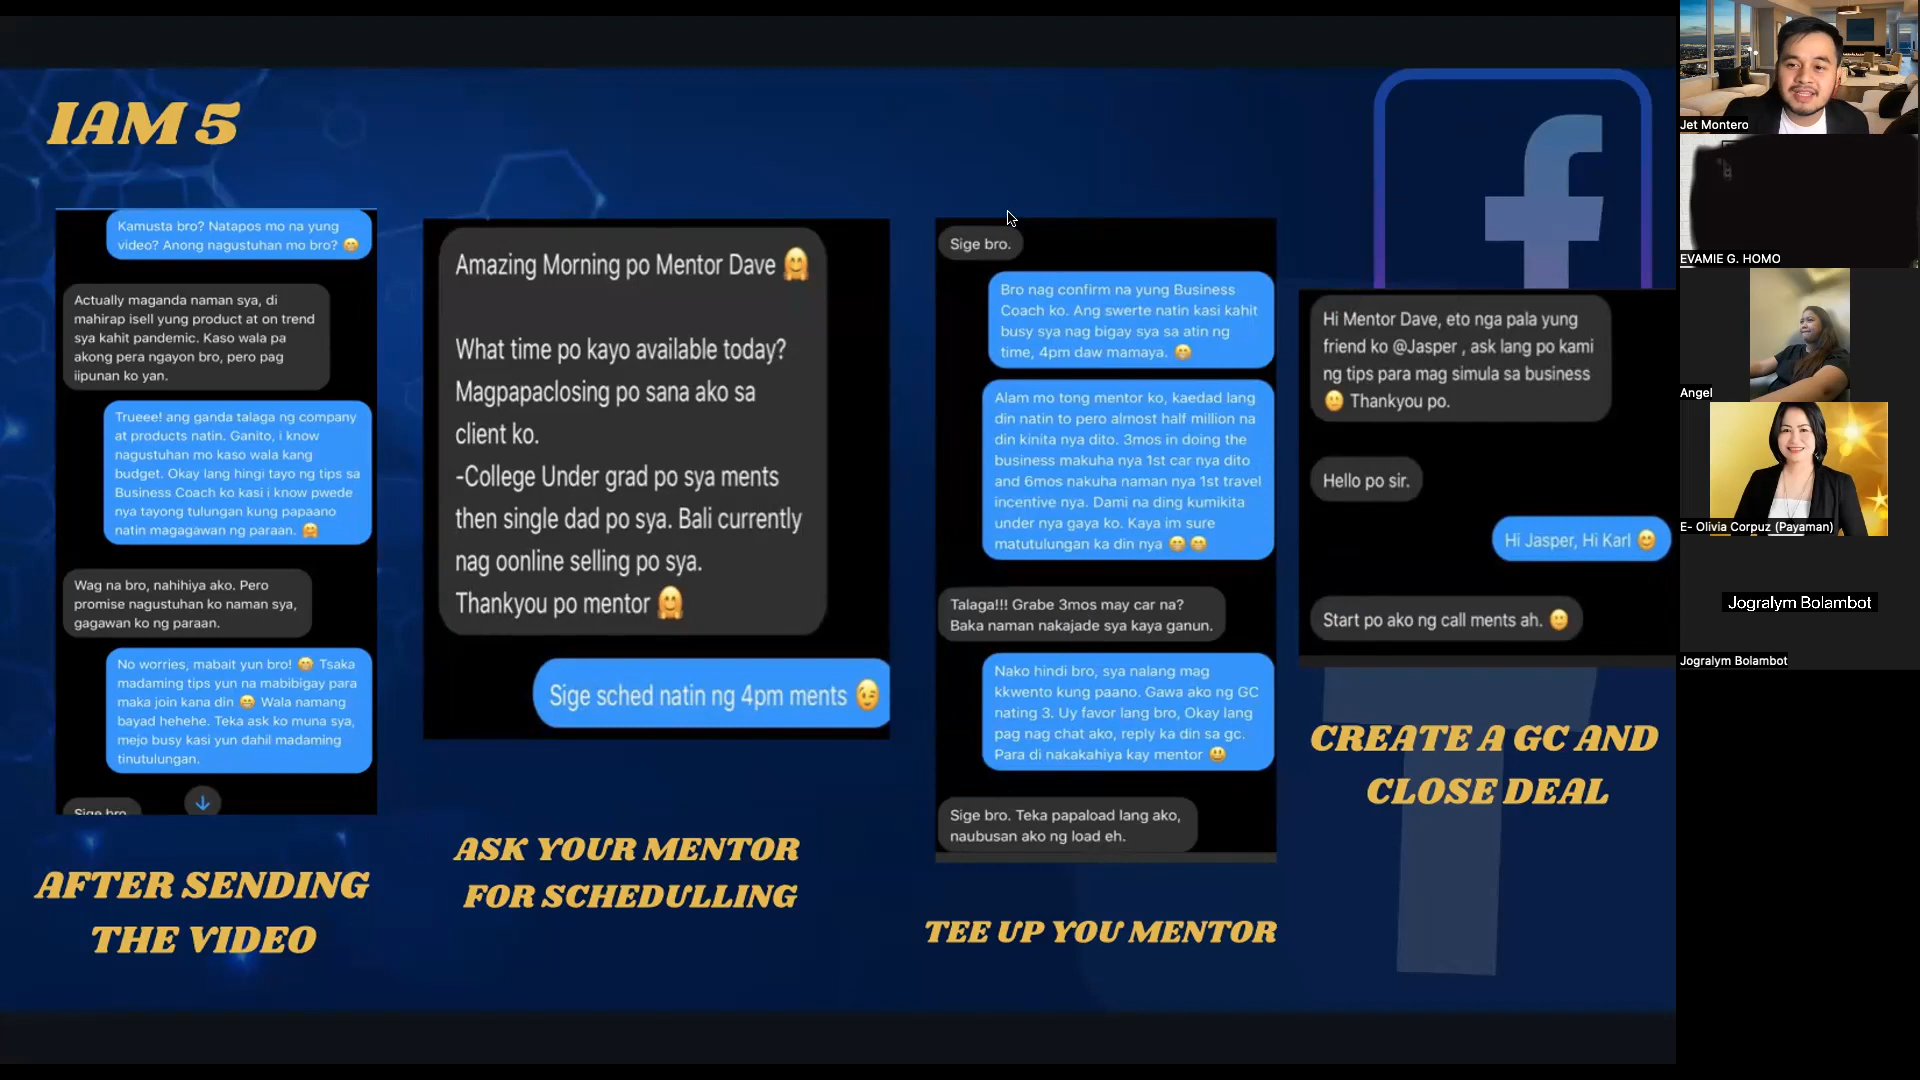 IAM 5
Kamusta bro? Natapos mo na yung
video? Anong nagustuhan mo bro? 😁
Actually maganda naman sya, di
mahirap isell yung product at on trend
sya kahit pandemic. Kaso wala pa
akong pera ngayon bro, pero pag
iipunan ko yan.
Trueee! ang ganda talaga ng company
at products natin. Ganito, i know
nagustuhan mo kaso wala kang
budget. Okay lang hingi tayo ng tips sa
Business Coach ko kasi i know pwede
nya tayong tulungan kung papaano
natin magagawan ng paraan. 🤗
Wag na bro, nahihiya ako. Pero
promise nagustuhan ko naman sya,
gagawan ko ng paraan.
No worries, mabait yun bro! 😁 Tsaka
madaming tips yun na mabibigay para
maka join kana din 😁 Wala namang
bayad hehehe. Teka ask ko muna sya,
mejo busy kasi yun dahil madaming
tinutulungan.
Sige bro
AFTER SENDING
THE VIDEO
Amazing Morning po Mentor Dave 🤗
What time po kayo available today?
Magpapaclosing po sana ako sa
client ko.
-College Under grad po sya ments
then single dad po sya. Bali currently
nag oonline selling po sya.
Thankyou po mentor 🤗
Sige sched natin ng 4pm ments 😉
ASK YOUR MENTOR
FOR SCHEDULLING
Sige bro.
Bro nag confirm na yung Business
Coach ko. Ang swerte natin kasi kahit
busy sya nag bigay sya sa atin ng
time, 4pm daw mamaya. 😁
Alam mo tong mentor ko, kaedad lang
din natin to pero almost half million na
din kinita nya dito. 3mos in doing the
business makuha nya 1st car nya dito
and 6mos nakuha naman nya 1st travel
incentive nya. Dami na ding kumikita
under nya gaya ko. Kaya im sure
matutulungan ka din nya 😁 😁
Talaga!!! Grabe 3mos may car na?
Baka naman nakajade sya kaya ganun.
Nako hindi bro, sya nalang mag
kkwento kung paano. Gawa ako ng GC
nating 3. Uy favor lang bro, Okay lang
pag nag chat ako, reply ka din sa gc.
Para di nakakahiya kay mentor 😃
Sige bro. Teka papaload lang ako,
naubusan ako ng load eh.
TEE UP YOU MENTOR
Hi Mentor Dave, eto nga pala yung
friend ko @Jasper , ask lang po kami
ng tips para mag simula sa business
🙂 Thankyou po.
Hello po sir.
Hi Jasper, Hi Karl 😊
Start po ako ng call ments ah. 🙂
CREATE A GC AND
CLOSE DEAL
Jet Montero
EVAMIE G. HOMO
Angel
E- Olivia Corpuz (Payaman)
Jogralym Bolambot
Jogralym Bolambot